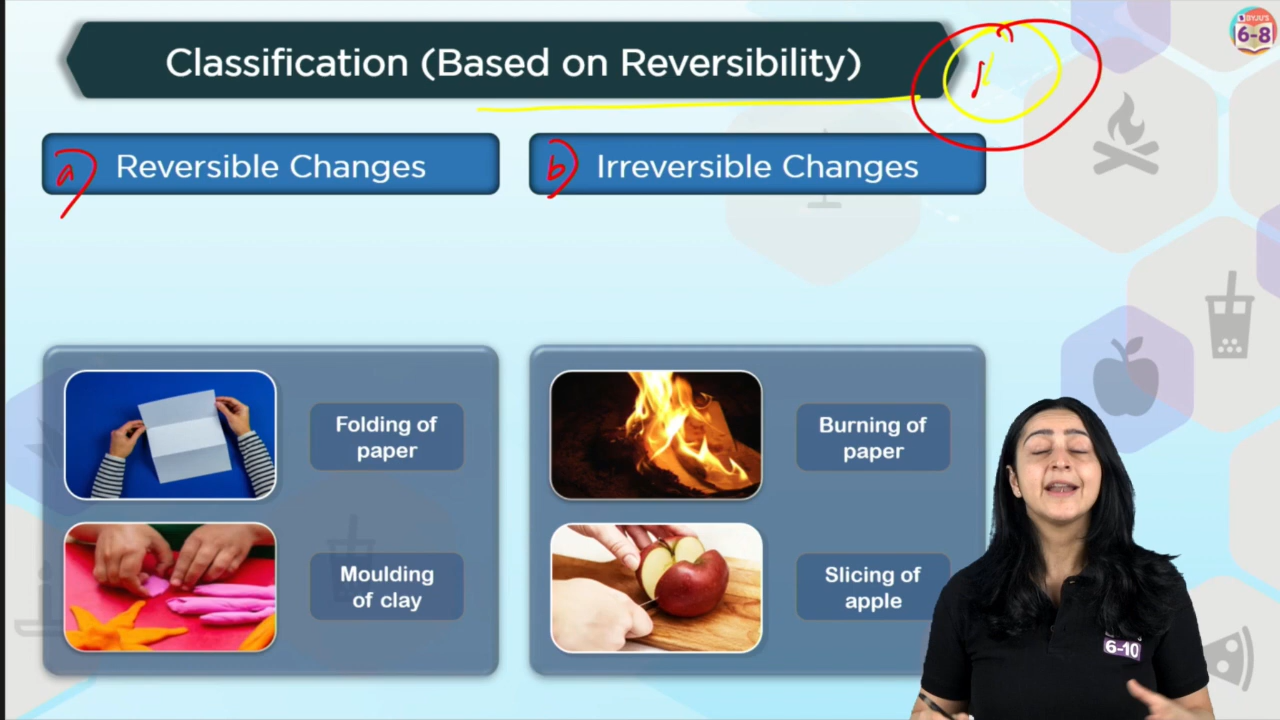 BYJU'S
6-8
Classification (Based on Reversibility)
a) Reversible Changes
b) Irreversible Changes
Folding of
paper
Burning of
paper
Moulding
of clay
Slicing of
apple
6-10